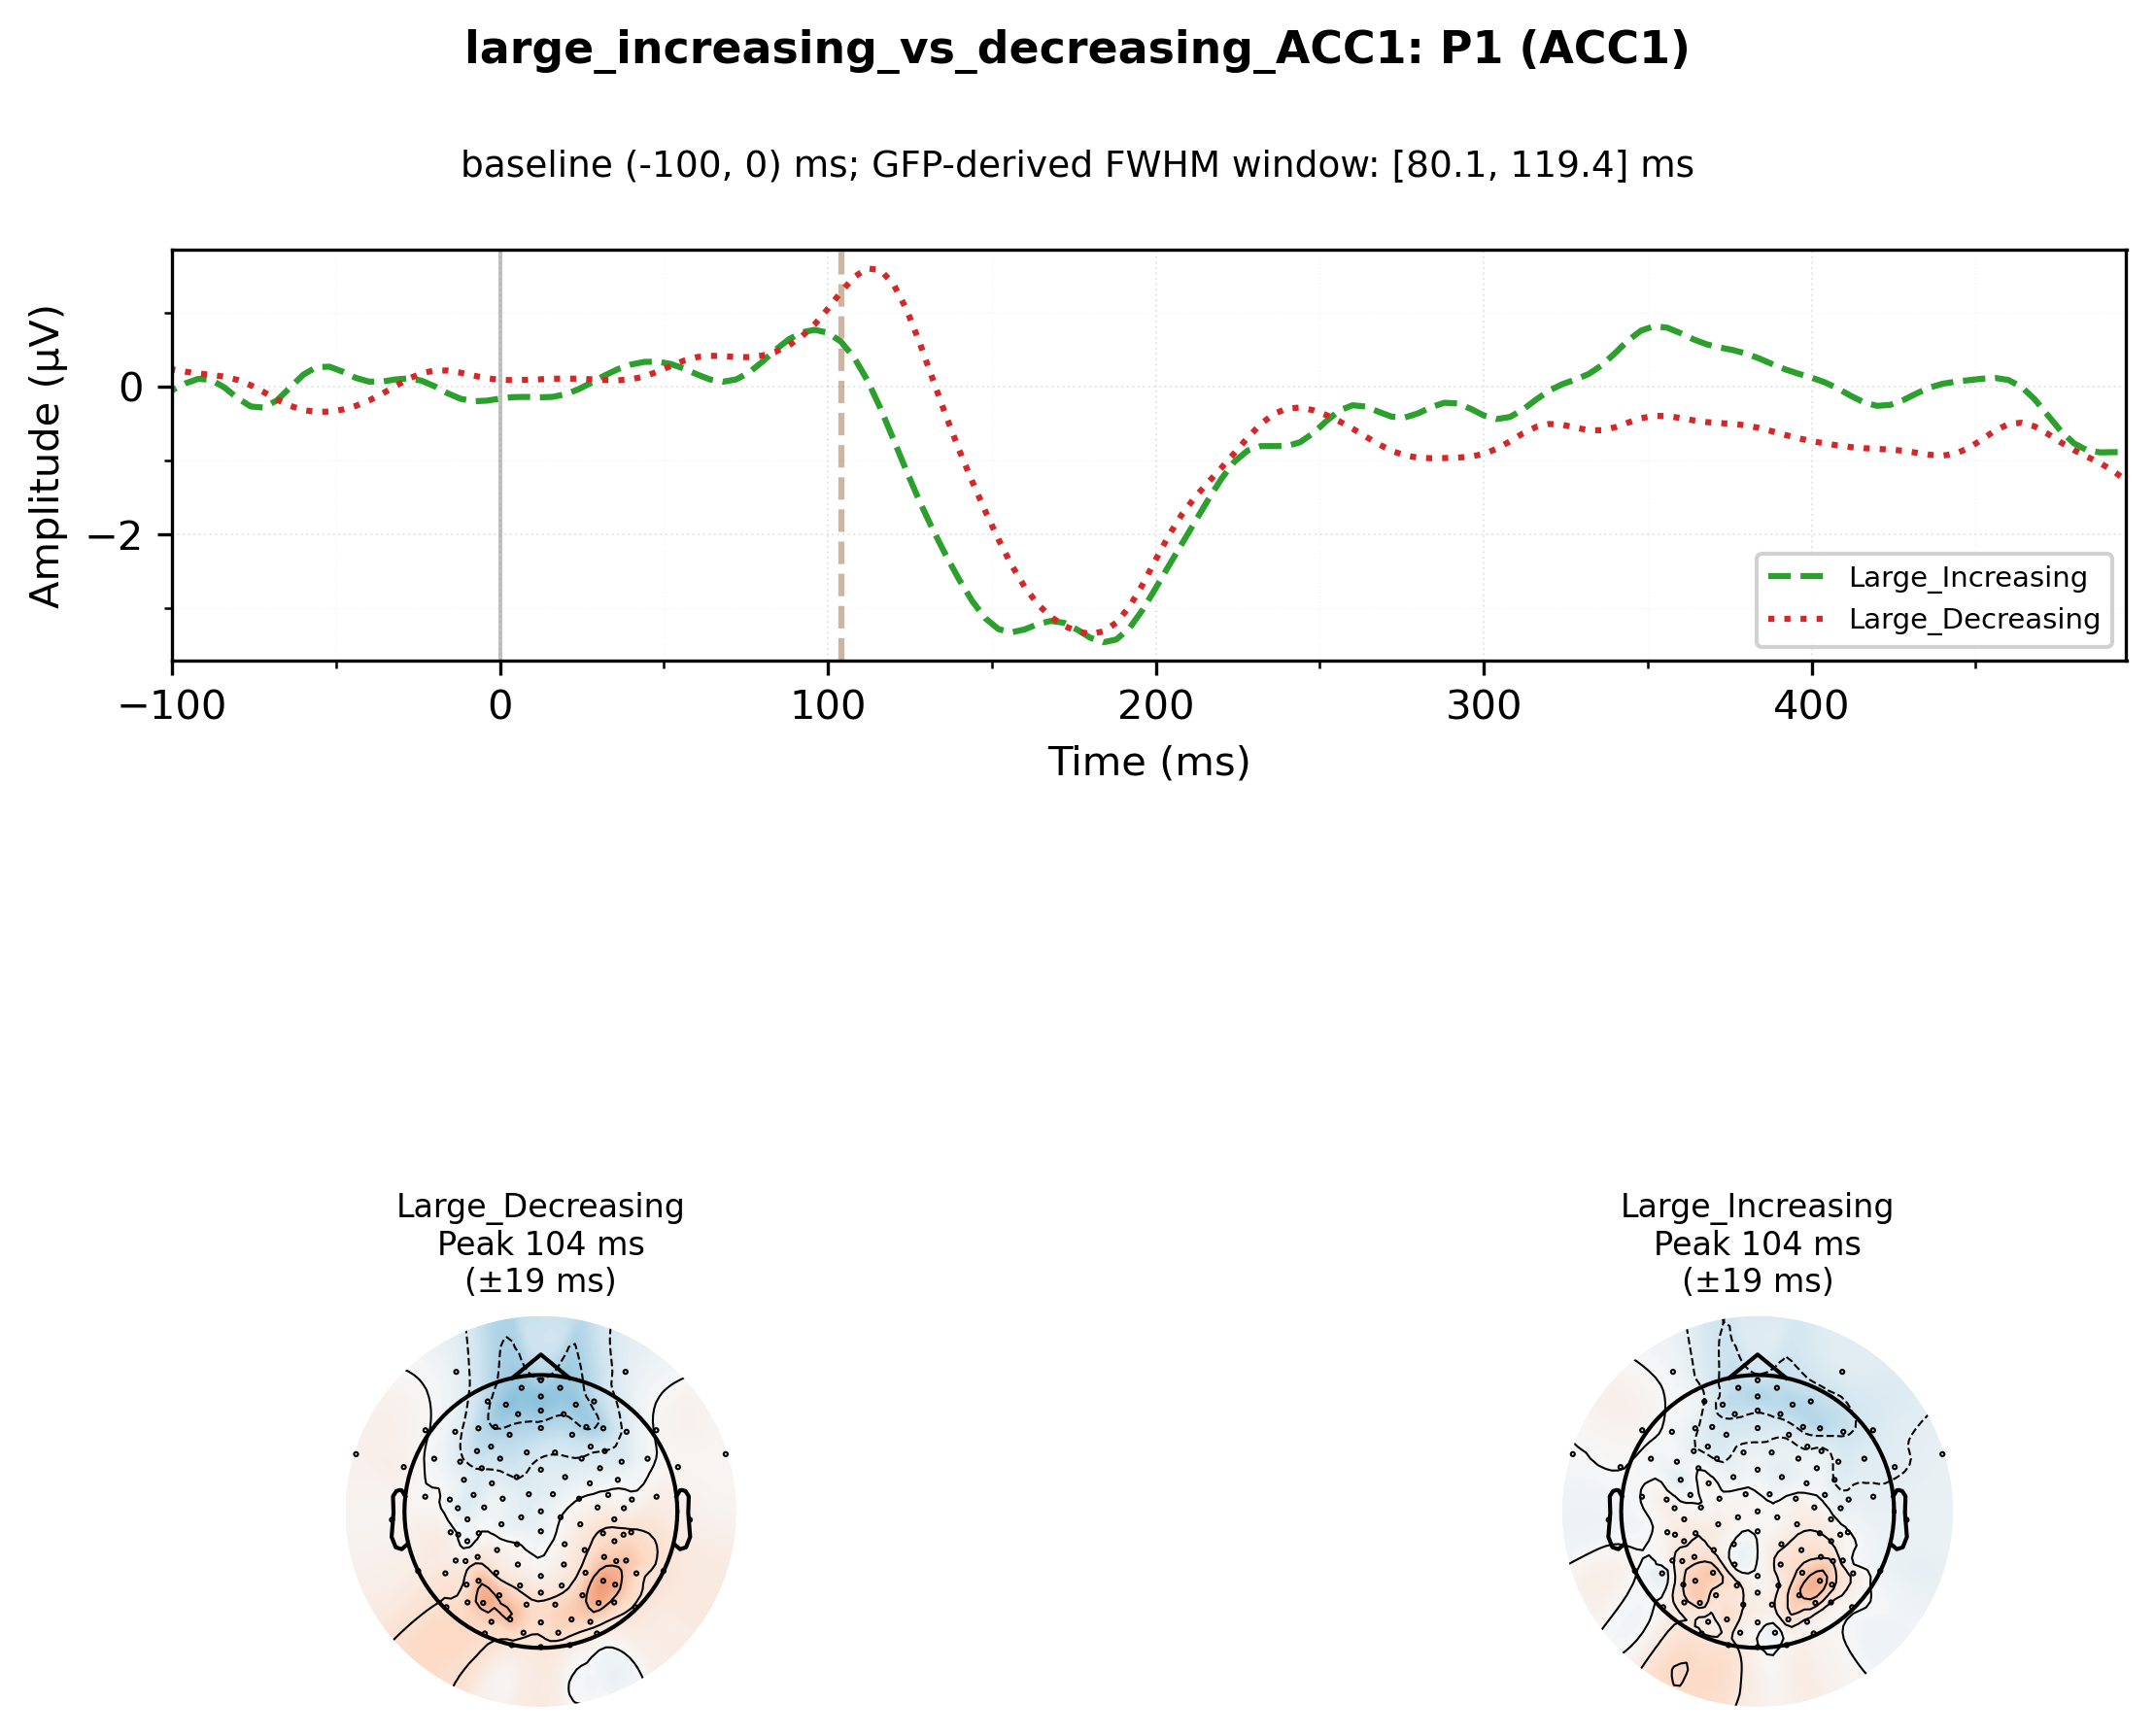 large_increasing_vs_decreasing_ACC1: P1 (ACC1)
baseline (-100, 0) ms; GFP-derived FWHM window: [80.1, 119.4] ms
Amplitude (µV)
0
−2
Large_Increasing
Large_Decreasing
−100
0
100
200
300
400
Time (ms)
Large_Decreasing
Peak 104 ms
(±19 ms)
Large_Increasing
Peak 104 ms
(±19 ms)